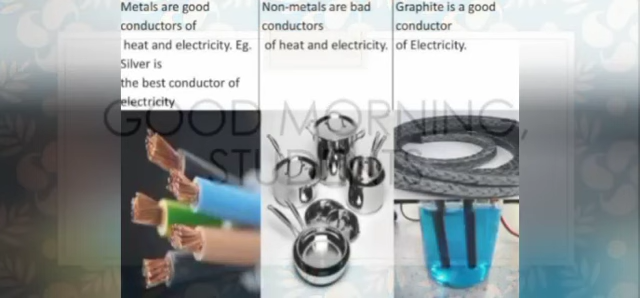 Metals are good
conductors of
heat and electricity. Eg.
Silver is
the best conductor of
electricity
Non-metals are bad
conductors
of heat and electricity.
Graphite is a good
conductor
of Electricity.
GOOD MORNING,
STUDENTS